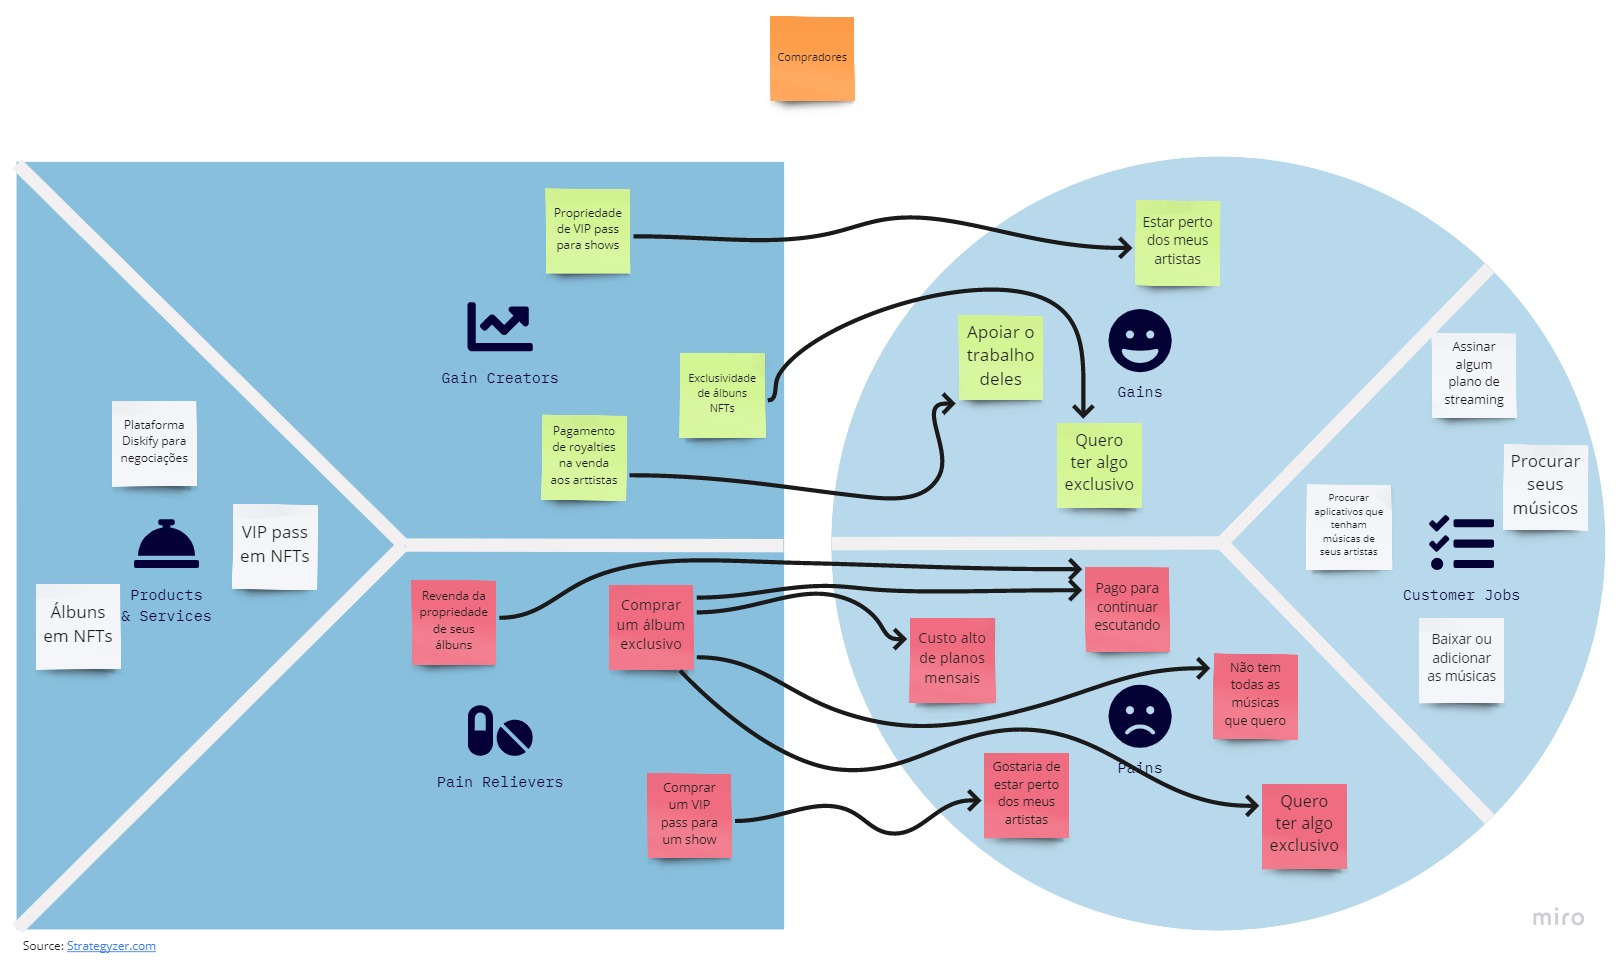 Compradores
Propriedade
de VIP pass
para shows
Gain Creators
Exclusividade
de álbuns
NFTs
Pagamento
de royalties
na venda
aos arttistas
Plataforma
Diskify para
negociações
VIP pass
em NFTs
Álbuns
em NFTs
Products
& Services
Revenda da
propriedade
de seus
álbuns
Comprar
um álbum
exclusivo
Pain Relievers
Comprar
um VIP
pass para
um show
Estar perto
dos meus
artistas
Apoiar o
trabalho
deles
Gains
Quero
ter algo
exclusivo
Pago para
continuar
escutando
Custo alto
de planos
mensais
Não tem
todas as
músicas
que quero
Pains
Gostaria de
estar perto
dos meus
artistas
Quero
ter algo
exclusivo
Assinar
algum
plano de
streaming
Procurar
seus
músicos
Procurar
aplicativos que
tenham
músicas de
seus artistas
Customer Jobs
Baixar ou
adicionar
as músicas
miro
Source: Strategyzer.com